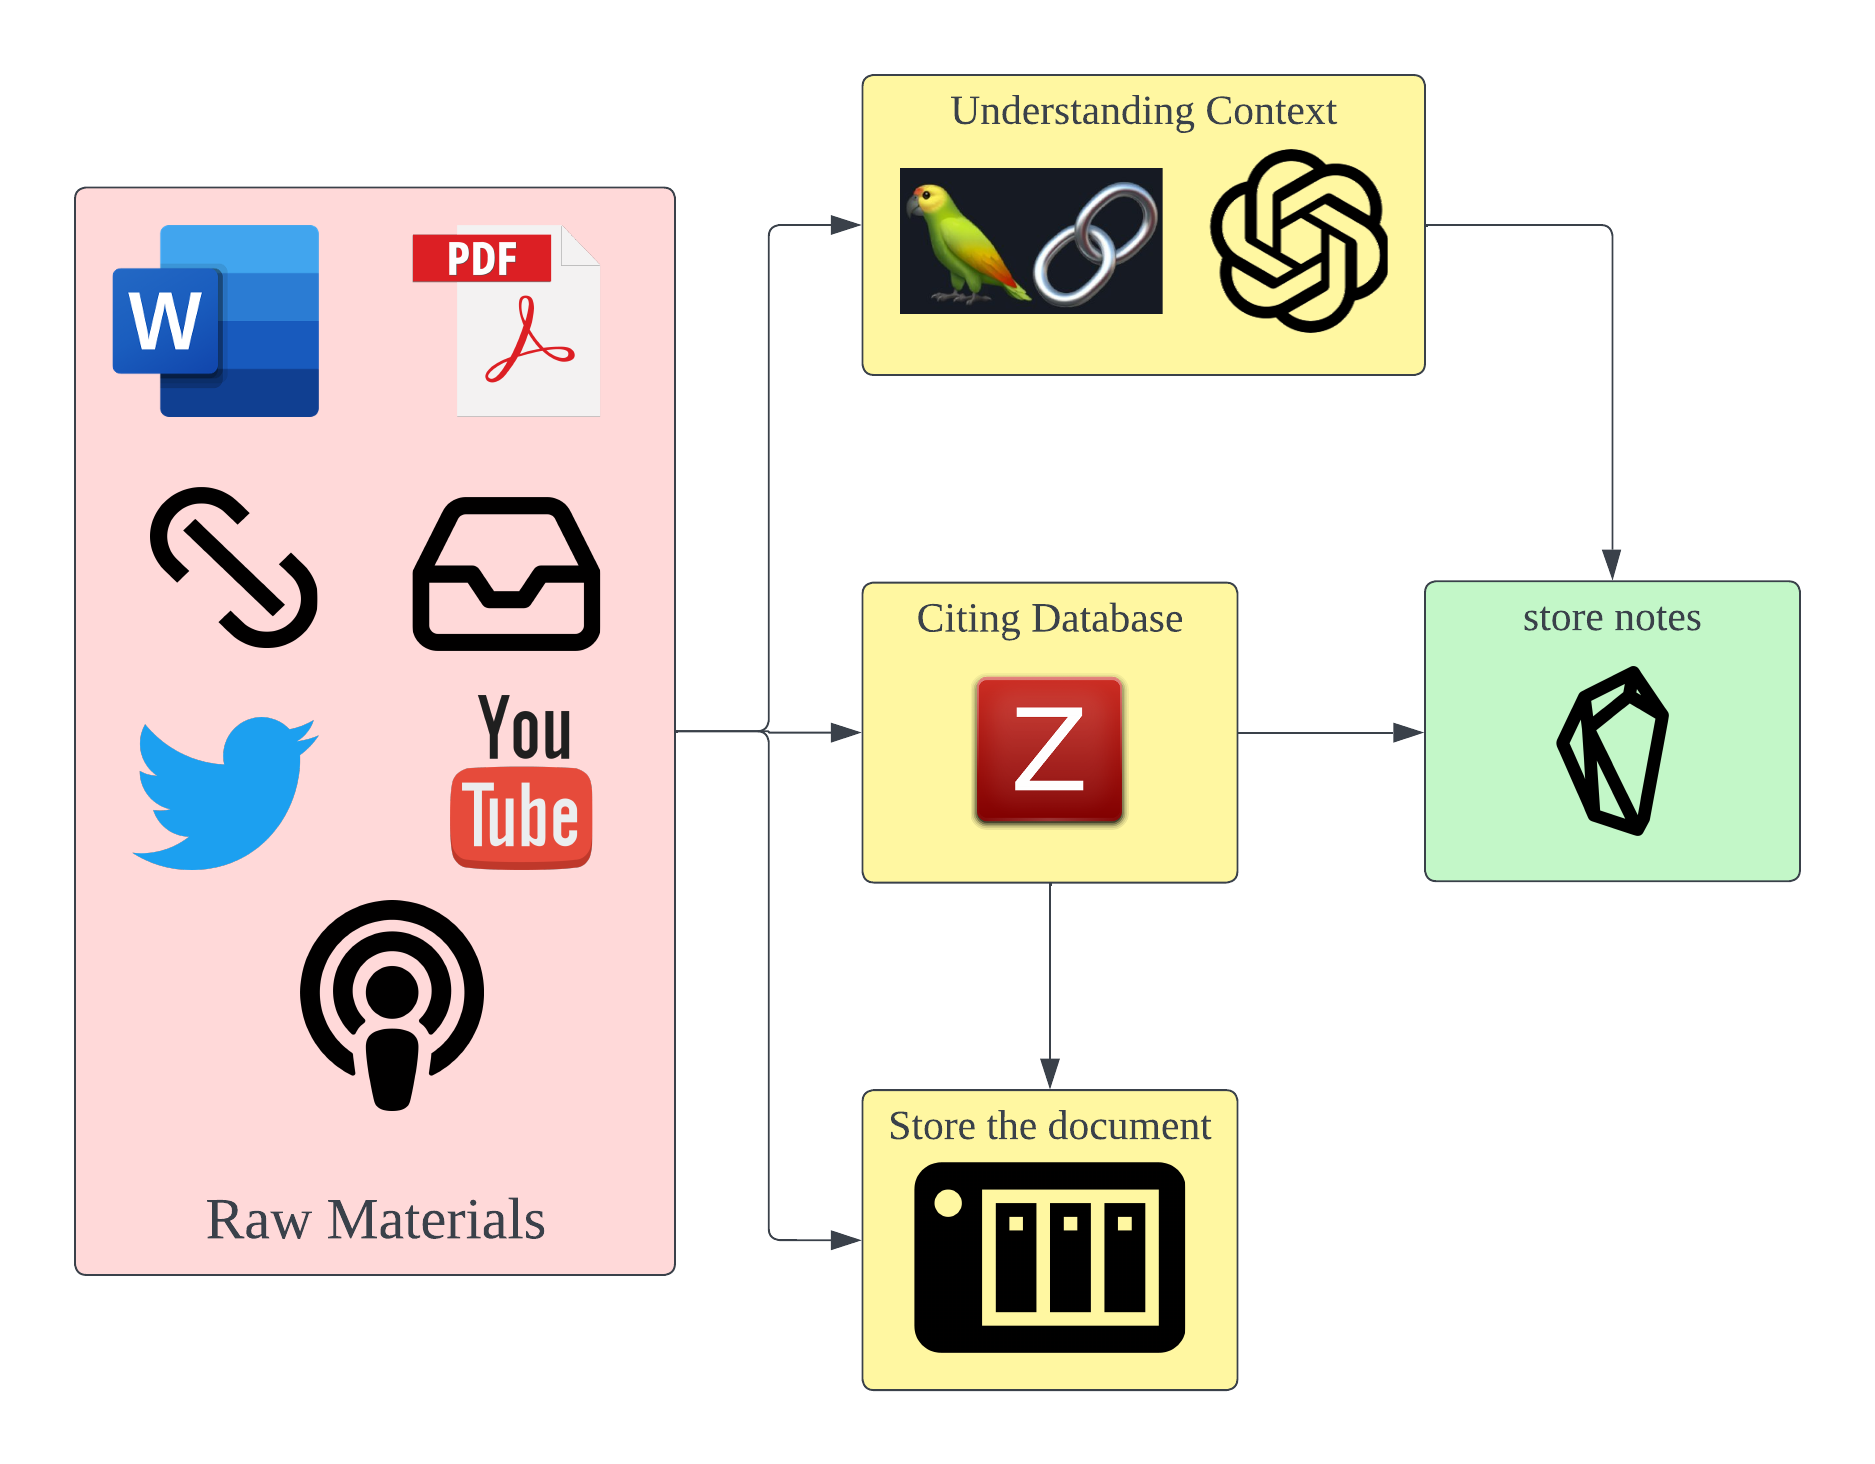 Understanding Context
W
PDF
Citing Database
Z
store notes
You
Tube
Store the document
Raw Materials